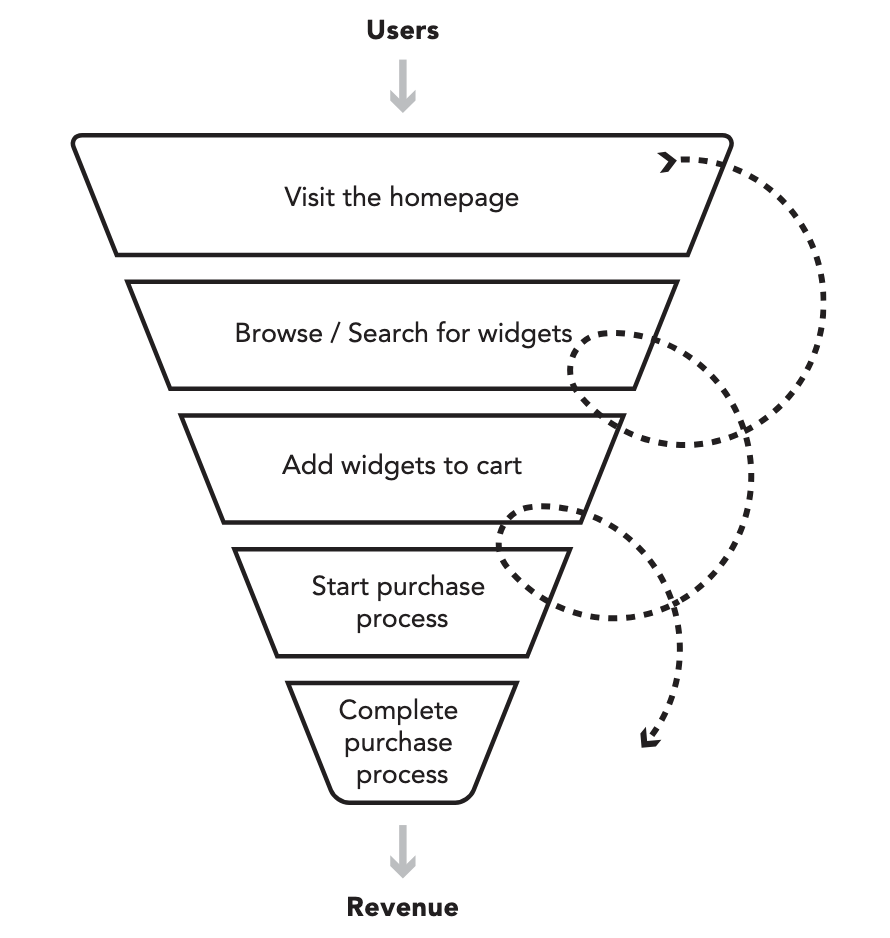 Users
Visit the homepage
Browse / Search for widgets
Add widgets to cart
Start purchase
process
Complete
purchase
process
Revenue